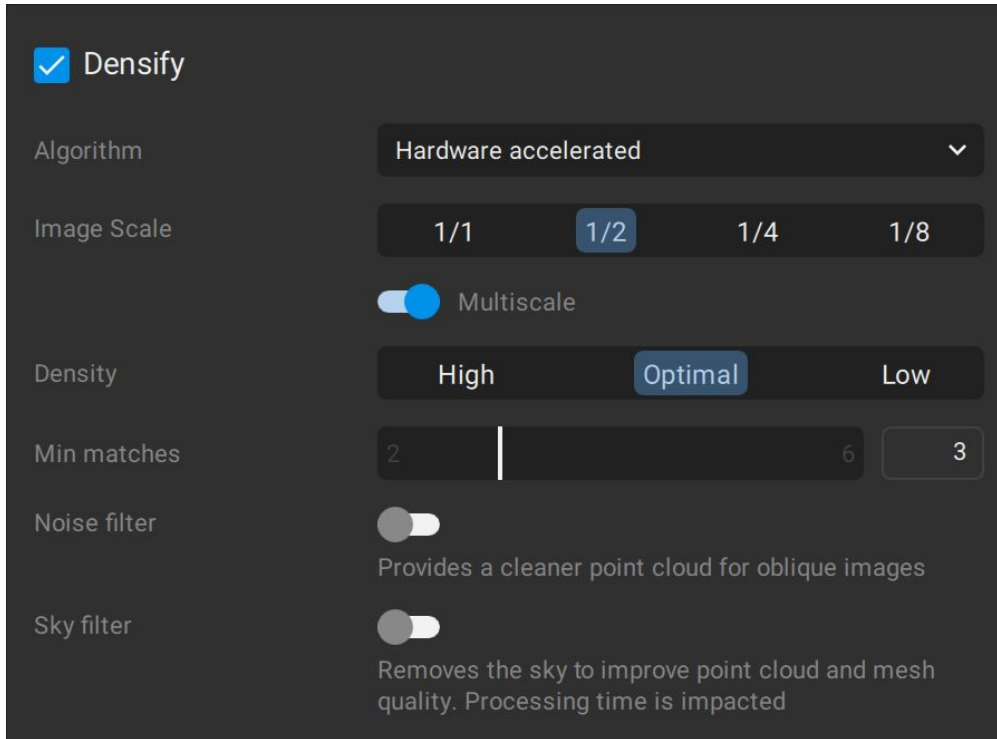 Densify
Algorithm Hardware accelerated
Image Scale 1/1 1/2 1/4 1/8
Multiscale
Density High Optimal Low
Min matches 2 6 3
Noise filter
Provides a cleaner point cloud for oblique images
Sky filter
Removes the sky to improve point cloud and mesh
quality. Processing time is impacted